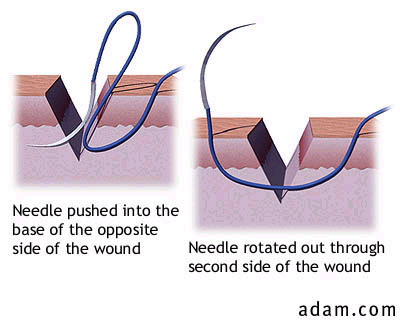 Needle pushed into the
base of the opposite
side of the wound
Needle rotated out through
second side of the wound
adam.com